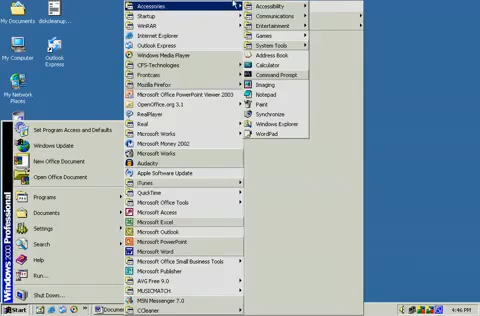 My Documents
diskcleanup...
My Computer
Outlook Express
My Network Places
Windows 2000 Professional
Set Program Access and Defaults
Windows Update
New Office Document
Open Office Document
Programs
Documents
Settings
Search
Help
Run...
Shut Down...
Accessories
Startup
WinRAR
Internet Explorer
Outlook Express
Windows Media Player
CFS-Technologies
Frontcam
Mozilla Firefox
Microsoft Office PowerPoint Viewer 2003
OpenOffice.org 3.1
RealPlayer
Real
Microsoft Works
Microsoft Money 2002
Microsoft Works
Audacity
Apple Software Update
iTunes
QuickTime
Microsoft Office Tools
Microsoft Access
Microsoft Excel
Microsoft Outlook
Microsoft PowerPoint
Microsoft Word
Microsoft Office Small Business Tools
Microsoft Publisher
AVG Free 9.0
MUSICMATCH
MSN Messenger 7.0
CCleaner
Accessibility
Communications
Entertainment
Games
System Tools
Address Book
Calculator
Command Prompt
Imaging
Notepad
Paint
Synchronize
Windows Explorer
WordPad
Start
Document
4:46 PM